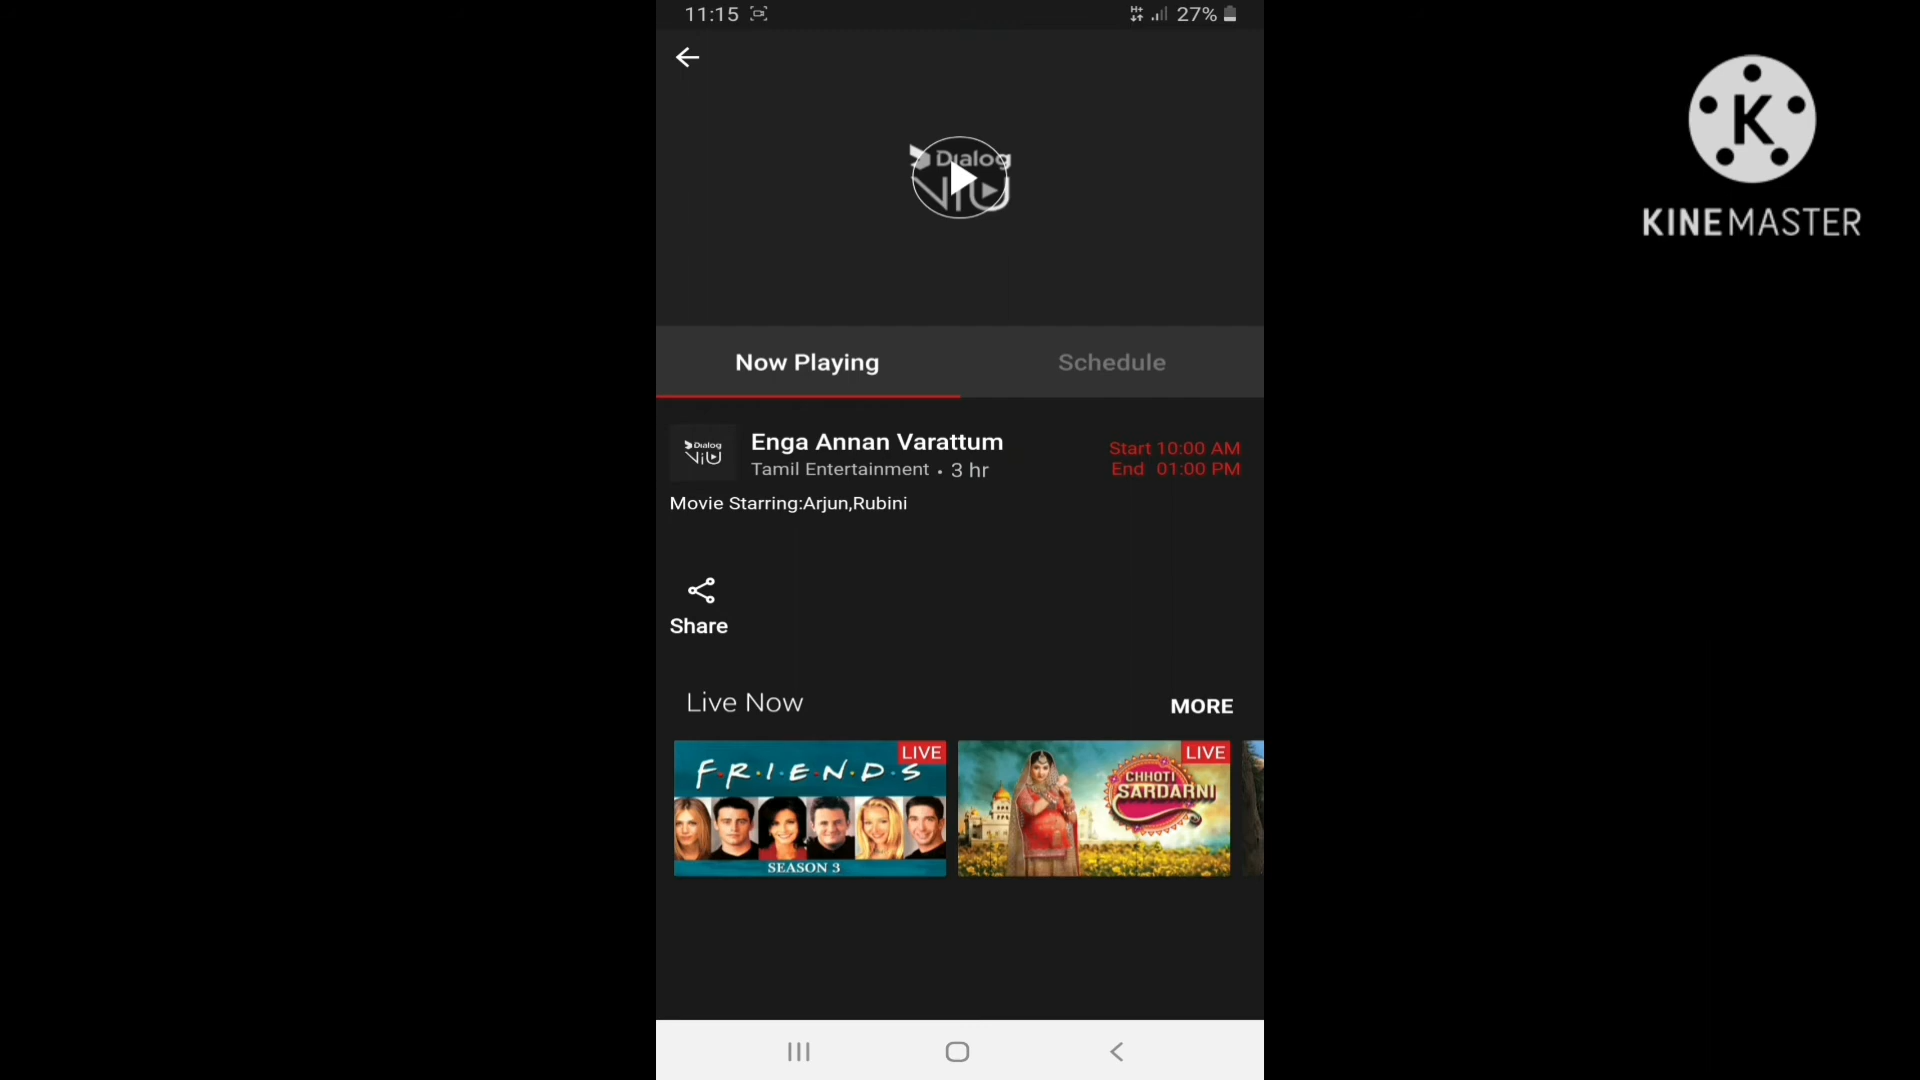 11:15
27%
Dialog
ViU
K
KINEMASTER
Now Playing
Schedule
Dialog
ViU
Enga Annan Varattum
Start 10:00 AM
Tamil Entertainment • 3 hr
End 01:00 PM
Movie Starring:Arjun,Rubini
Share
Live Now
MORE
LIVE
F·R·I·E·N·D·S
SEASON 3
LIVE
CHHOTI
SARDARNI